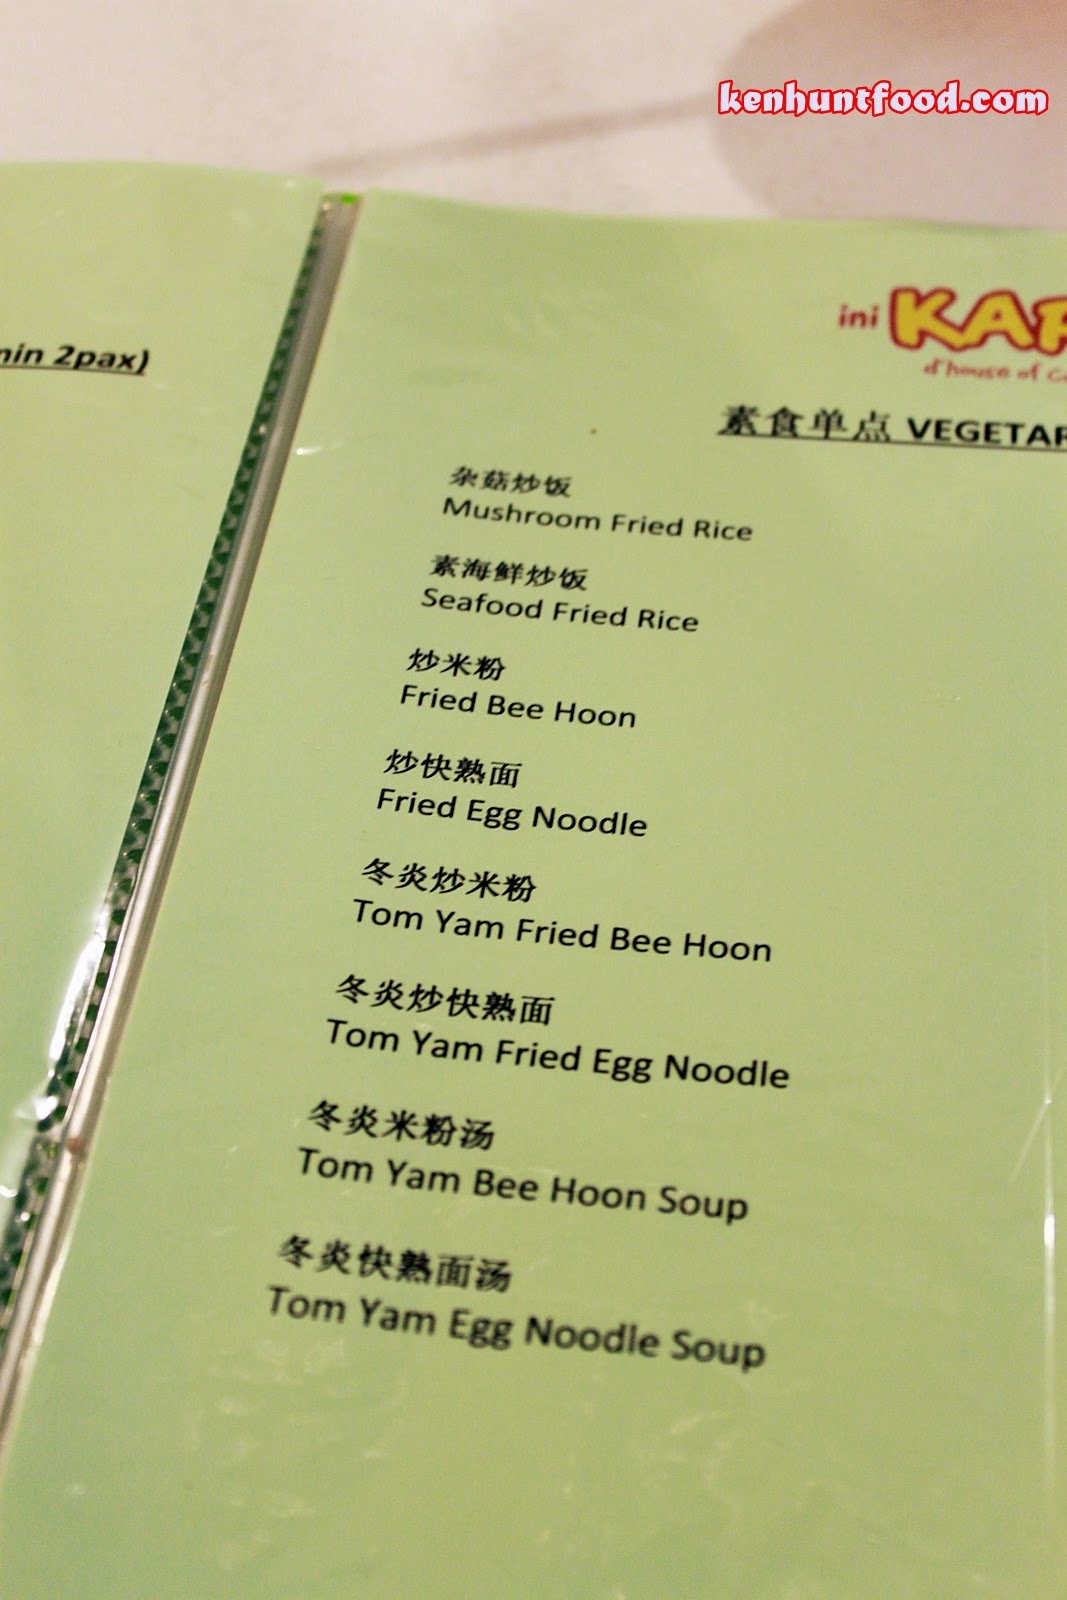 kenhuntfood.com
min 2pax)
ini
d'house of
素食单点
杂菇炒饭
Mushroom Fried Rice
素海鲜炒饭
Seafood Fried Rice
炒米粉
Fried Bee Hoon
炒快熟面
Fried Egg Noodle
冬炎炒米粉
Tom Yam Fried Bee Hoon
冬炎炒快熟面
Tom Yam Fried Egg Noodle
冬炎米粉汤
Tom Yam Bee Hoon Soup
冬炎快熟面汤
Tom Yam Egg Noodle Soup